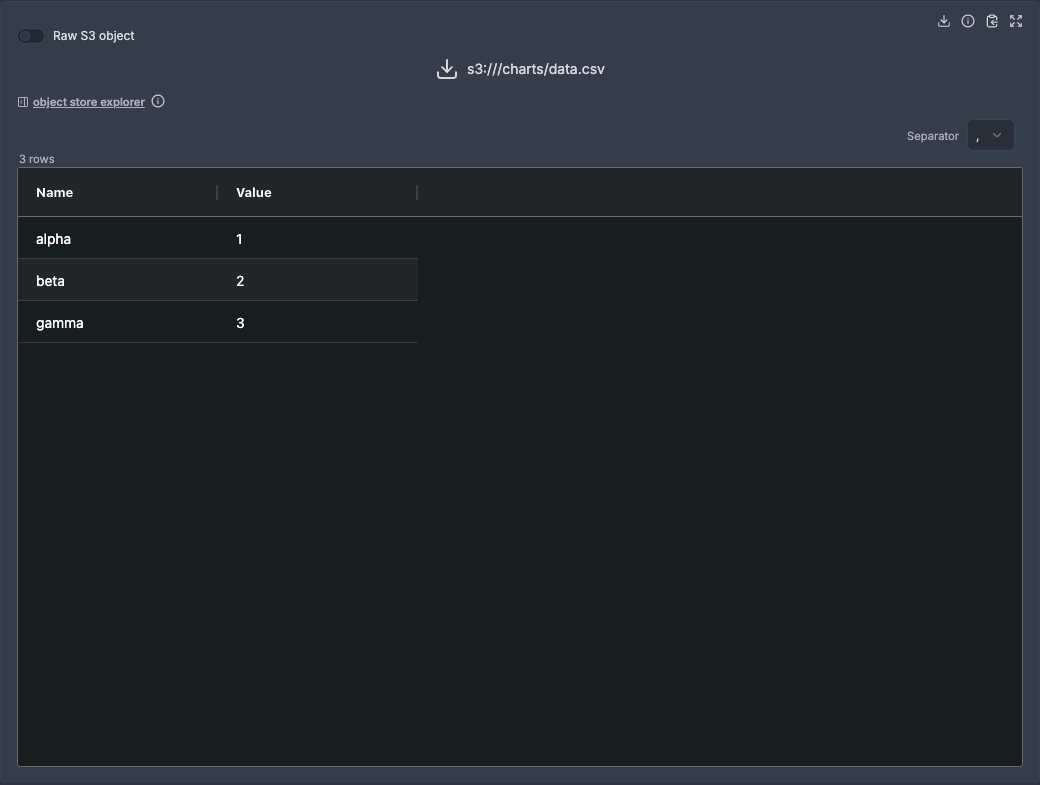 Raw S3 object
s3:///charts/data.csv
object store explorer
Separator ,
3 rows
Name Value
alpha 1
beta 2
gamma 3